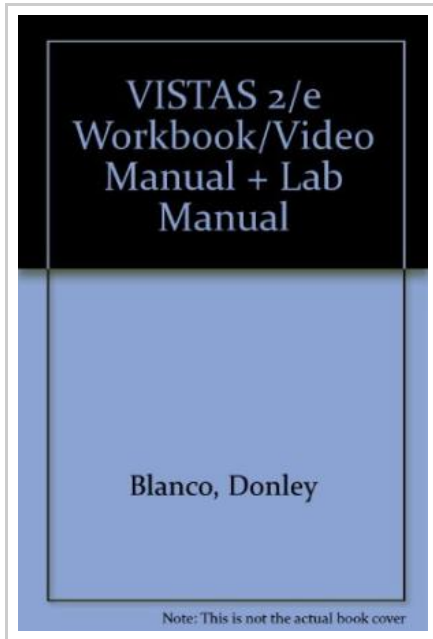 VISTAS 2/e
Workbook/Video
Manual + Lab
Manual
Blanco, Donley
Note: This is not the actual book cover